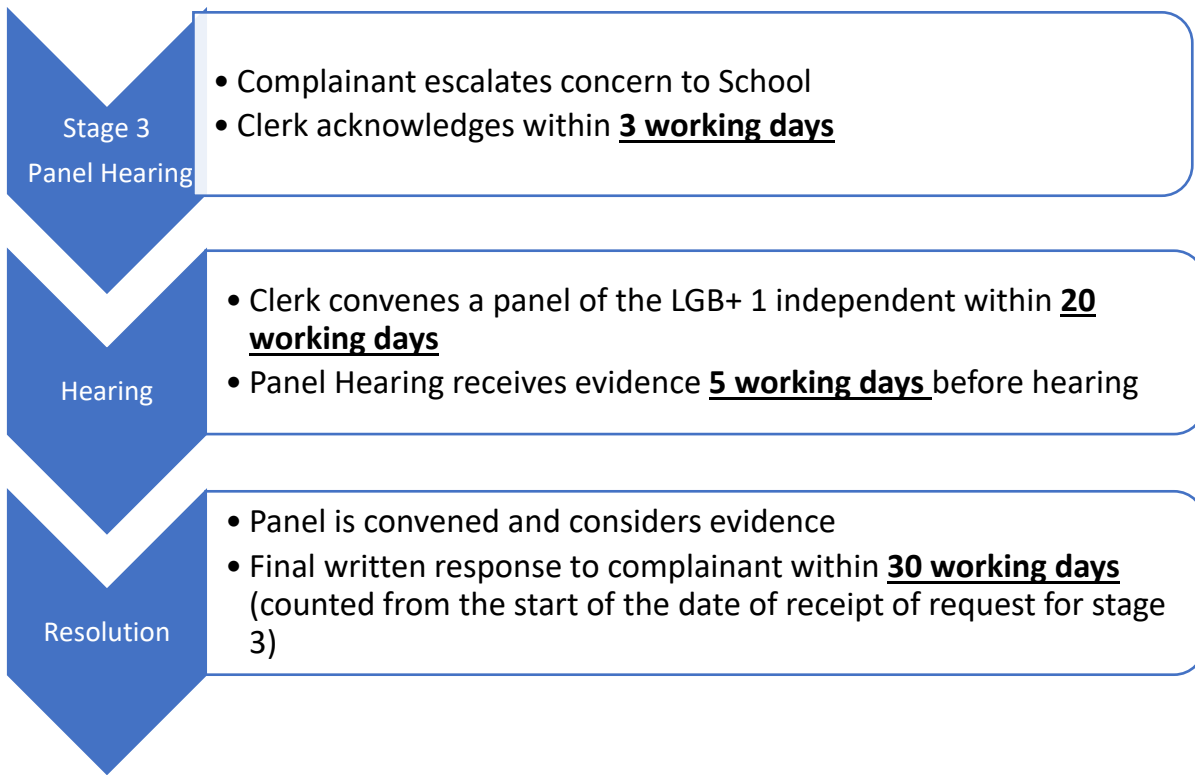 Stage 3
Panel Hearing
• Complainant escalates concern to School
• Clerk acknowledges within 3 working days
Hearing
• Clerk convenes a panel of the LGB+ 1 independent within 20
working days
• Panel Hearing receives evidence 5 working days before hearing
Resolution
• Panel is convened and considers evidence
• Final written response to complainant within 30 working days
(counted from the start of the date of receipt of request for stage
3)